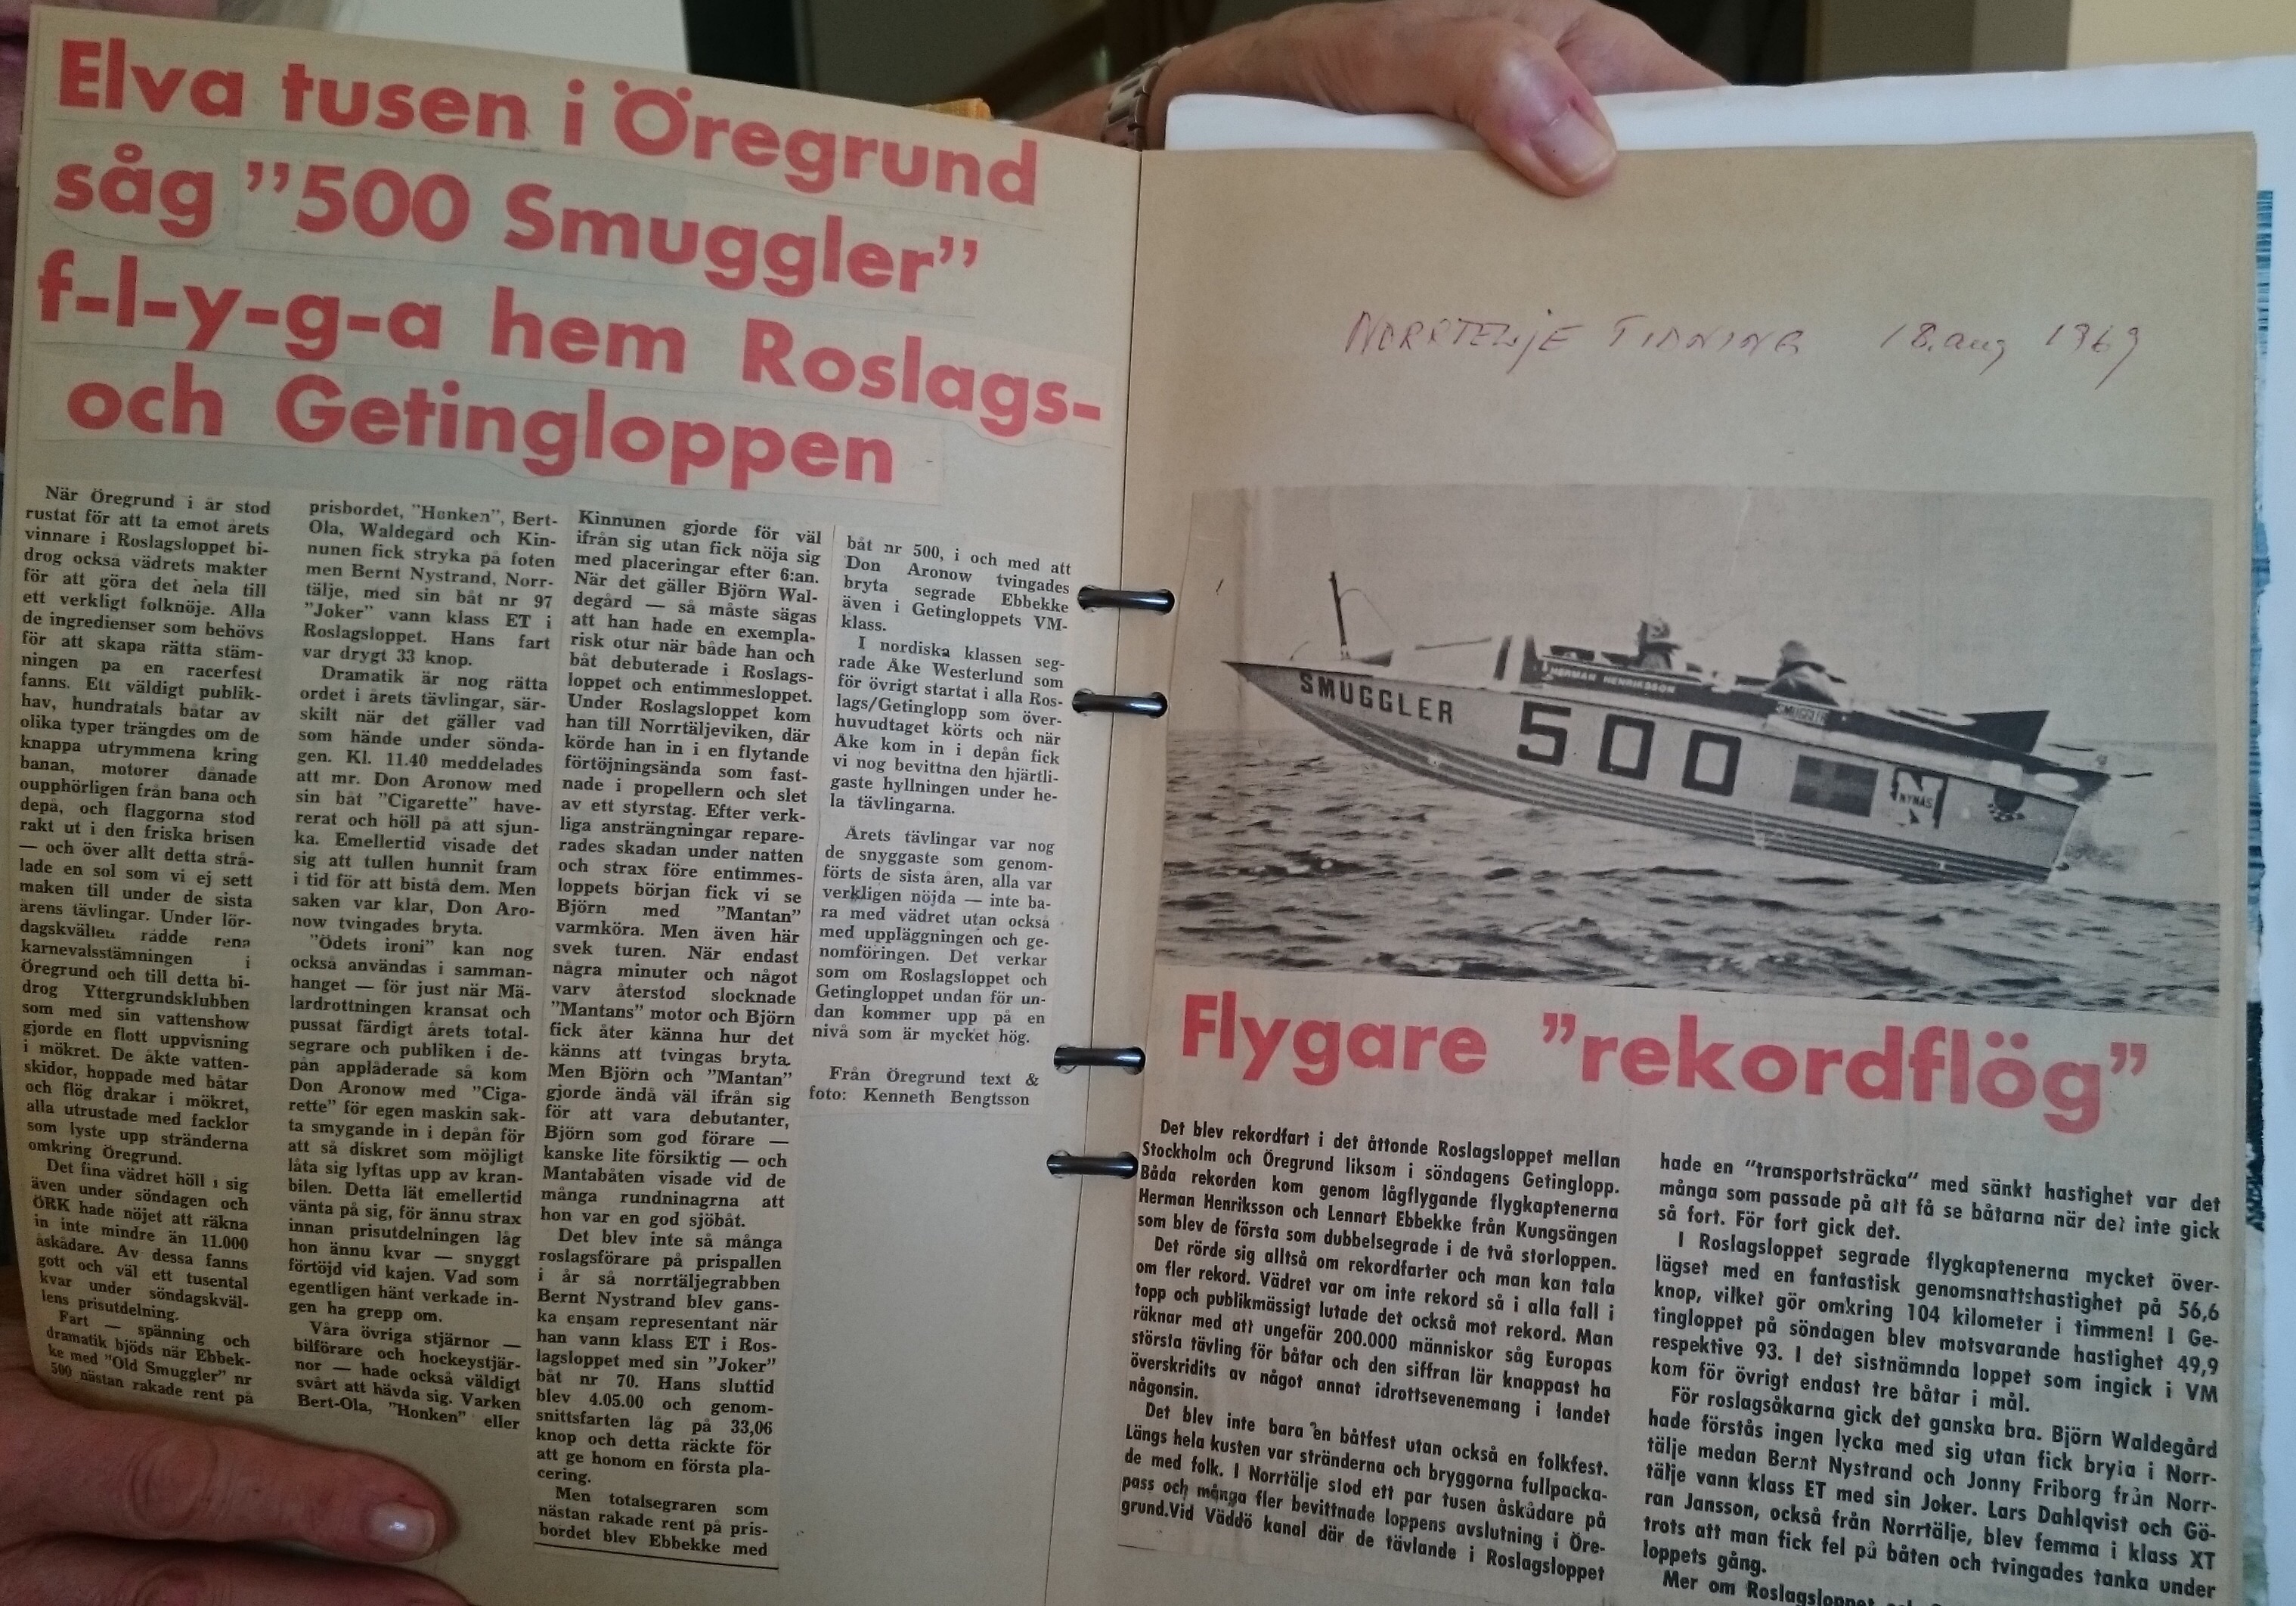 Elva tusen i Öregrund
såg "500 Smuggler"
f-l-y-g-a hem Roslags-
och Getingloppen
När Öregrund i år stod
rustat för att ta emot årets
vinnare i Roslagsloppet bi-
drog också vädrets makter
för att göra det hela till
ett verkligt folknöje. Alla
de ingredienser som behövs
för att skapa rätta stäm-
ningen pa en racerfest
fanns. Ett väldigt publik-
hav, hundratals båtar av
olika typer trängdes om de
knappa utrymmena kring
banan, motorer dånade
oupphörligen från bana och
depå, och flaggorna stod
rakt ut i den friska brisen
— och över allt detta strå-
lade en sol som vi ej sett
maken till under de sista
årens tävlingar. Under lör-
dagskvällen rådde rena
karnevalsstämningen i
Öregrund och till detta bi-
drog Yttergrundsklubben
som med sin vattenshow
gjorde en flott uppvisning
i mökret. De åkte vatten-
skidor, hoppade med båtar
och flög drakar i mökret,
alla utrustade med facklor
som lyste upp stränderna
omkring Öregrund.
Det fina vädret höll i sig
även under söndagen och
ÖRK hade nöjet att räkna
in inte mindre än 11.000
åskådare. Av dessa fanns
gott och väl ett tusental
kvar under söndagskväl-
lens prisutdelning.
Fart — spänning och
dramatik bjöds när Ebbek-
ke med "Old Smuggler" nr
500 nästan rakade rent på
prisbordet, "Honken", Bert-
Ola, Waldegård och Kin-
nunen fick stryka på foten
men Bernt Nystrand, Norr-
tälje, med sin båt nr 97
"Joker" vann klass ET i
Roslagsloppet. Hans fart
var drygt 33 knop.
Dramatik är nog rätta
ordet i årets tävlingar, sär-
skilt när det gäller vad
som hände under sönda-
gen. Kl. 11.40 meddelades
att mr. Don Aronow med
sin båt "Cigarette" have-
rerat och höll på att sjun-
ka. Emellertid visade det
sig att tullen hunnit fram
i tid för att bistå dem. Men
saken var klar, Don Aro-
now tvingades bryta.
"Ödets ironi" kan nog
också användas i samman-
hanget — för just när Mä-
lardrottningen kransat och
pussat färdigt årets total-
segrare och publiken i de-
pån applåderade så kom
Don Aronow med "Ciga-
rette" för egen maskin sak-
ta smygande in i depån för
att så diskret som möjligt
låta sig lyftas upp av kran-
bilen. Detta lät emellertid
vänta på sig, för ännu strax
innan prisutdelningen låg
hon ännu kvar — snyggt
förtöjd vid kajen. Vad som
egentligen hänt verkade in-
gen ha grepp om.
Våra övriga stjärnor —
bilförare och hockeystjär-
nor — hade också väldigt
svårt att hävda sig. Varken
Bert-Ola, "Honken" eller
Kinnunen gjorde för väl
ifrån sig utan fick nöja sig
med placeringar efter 6:an.
När det gäller Björn Wal-
degård — så måste sägas
att han hade en exempla-
risk otur när både han och
båt debuterade i Roslags-
loppet och entimmesloppet.
Under Roslagsloppet kom
han till Norrtäljeviken, där
körde han in i en flytande
förtöjningsända som fast-
nade i propellern och slet
av ett styrstag. Efter verk-
liga ansträngningar repare-
rades skadan under natten
och strax före entimmes-
loppets början fick vi se
Björn med "Mantan"
varmköra. Men även här
svek turen. När endast
några minuter och något
varv återstod slocknade
"Mantans" motor och Björn
fick åter känna hur det
känns att tvingas bryta.
Men Björn och "Mantan"
gjorde ändå väl ifrån sig
för att vara debutanter,
Björn som god förare —
kanske lite försiktig — och
Mantabåten visade vid de
många rundninagrna att
hon var en god sjöbåt.
Det blev inte så många
roslagsförare på prispallen
i år så norrtäljegrabben
Bernt Nystrand blev gans-
ka ensam representant när
han vann klass ET i Ros-
lagsloppet med sin "Joker"
båt nr 70. Hans sluttid
blev 4.05.00 och genom-
snittsfarten låg på 33,06
knop och detta räckte för
att ge honom en första pla-
cering.
Men totalsegraren som
nästan rakade rent på pris-
bordet blev Ebbekke med
båt nr 500, i och med att
Don Aronow tvingades
bryta segrade Ebbekke
även i Getingloppets VM-
klass.
I nordiska klassen seg-
rade Åke Westerlund som
för övrigt startat i alla Ros-
lags/Getinglopp som över-
huvudtaget körts och när
Åke kom in i depån fick
vi nog bevittna den hjärtli-
gaste hyllningen under he-
la tävlingarna.
Årets tävlingar var nog
de snyggaste som genom-
förts de sista åren, alla var
verkligen nöjda — inte ba-
ra med vädret utan också
med uppläggningen och ge-
nomföringen. Det verkar
som om Roslagsloppet och
Getingloppet undan för un-
dan kommer upp på en
nivå som är mycket hög.
Från Öregrund text &
foto: Kenneth Bengtsson
NORRTELJE TIDNING 18. aug 1969
HERMAN HENRIKSSON
SMUGGLER
SMUGGLER
500
NYNÄS
Flygare "rekordflög"
Det blev rekordfart i det åttonde Roslagsloppet mellan
Stockholm och Öregrund liksom i söndagens Getinglopp.
Båda rekorden kom genom lågflygande flygkaptenerna
Herman Henriksson och Lennart Ebbekke från Kungsängen
som blev de första som dubbelsegrade i de två storloppen.
Det rörde sig alltså om rekordfarter och man kan tala
om fler rekord. Vädret var om inte rekord så i alla fall i
topp och publikmässigt lutade det också mot rekord. Man
räknar med att ungefär 200.000 människor såg Europas
största tävling för båtar och den siffran lär knappast ha
överskridits av något annat idrottsevenemang i landet
någonsin.
Det blev inte bara en båtfest utan också en folkfest.
Längs hela kusten var stränderna och bryggorna fullpacka-
de med folk. I Norrtälje stod ett par tusen åskådare på
pass och många fler bevittnade loppens avslutning i Öre-
grund.Vid Väddö kanal där de tävlande i Roslagsloppet
hade en "transportsträcka" med sänkt hastighet var det
många som passade på att få se båtarna när det inte gick
så fort. För fort gick det.
I Roslagsloppet segrade flygkaptenerna mycket över-
lägset med en fantastisk genomsnattshastighet på 56,6
knop, vilket gör omkring 104 kilometer i timmen! I Ge-
tingloppet på söndagen blev motsvarande hastighet 49,9
respektive 93. I det sistnämnda loppet som ingick i VM
kom för övrigt endast tre båtar i mål.
För roslagsåkarna gick det ganska bra. Björn Waldegård
hade förstås ingen lycka med sig utan fick bryta i Norr-
tälje medan Bernt Nystrand och Jonny Friborg från Norr-
tälje vann klass ET med sin Joker. Lars Dahlqvist och Gö-
ran Jansson, också från Norrtälje, blev femma i klass XT
trots att man fick fel på båten och tvingades tanka under
loppets gång.
Mer om Roslagsloppet